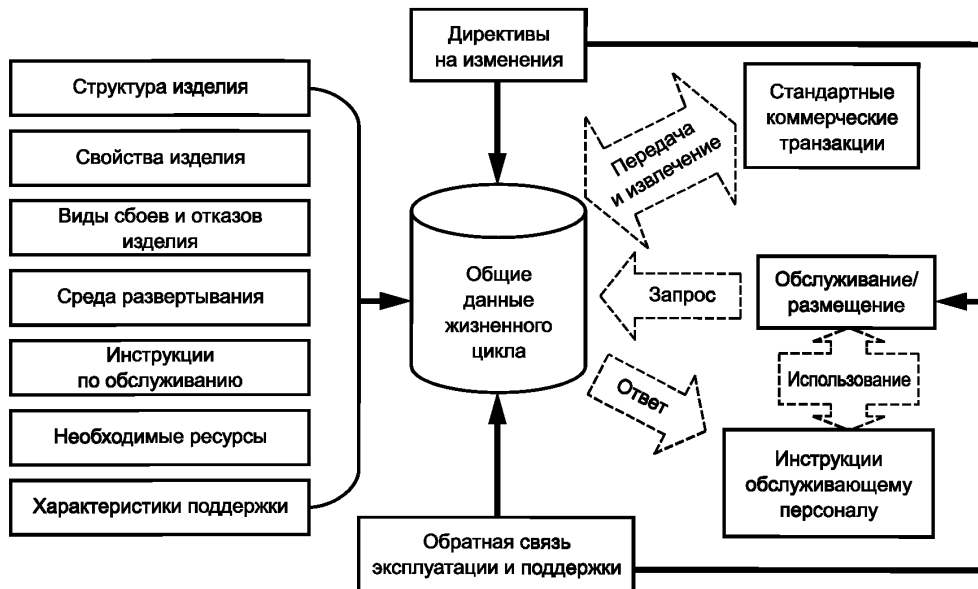 Директивы
на изменения
Структура изделия
Свойства изделия
Виды сбоев и отказов
изделия
Среда развертывания
Инструкции
по обслуживанию
Необходимые ресурсы
Характеристики поддержки
Общие
данные
жизненного
цикла
Передача
и извлечение
Стандартные
коммерческие
транзакции
Запрос
Обслуживание/
размещение
Ответ
Использование
Инструкции
обслуживающему
персоналу
Обратная связь
эксплуатации и поддержки